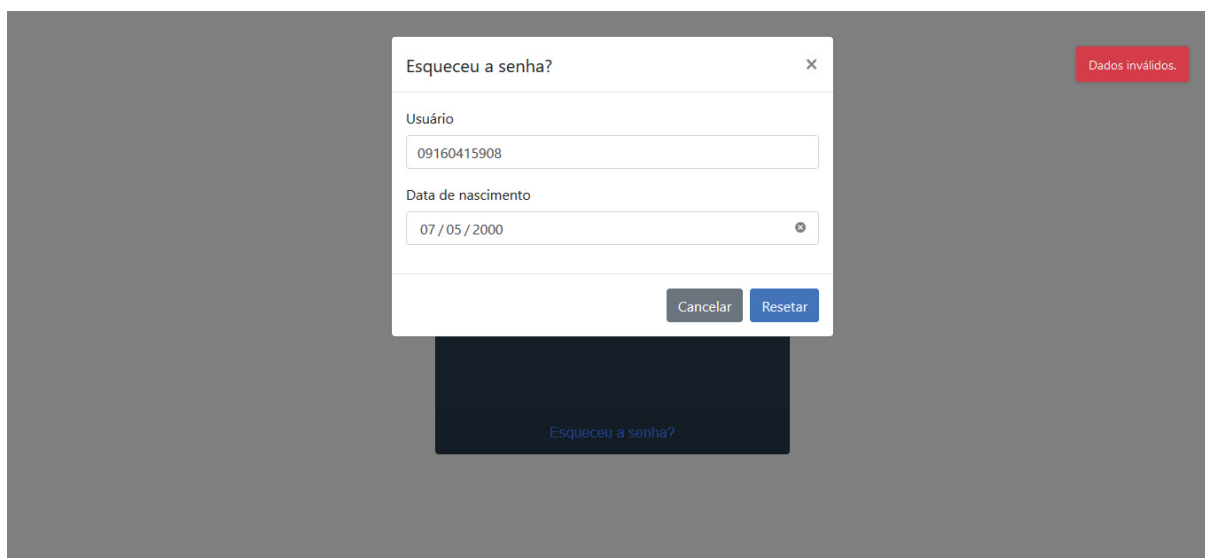 Esqueceu a senha?
×
Dados inválidos.
Usuário
09160415908
Data de nascimento
07 / 05 / 2000
Cancelar
Resetar
Esqueceu a senha?